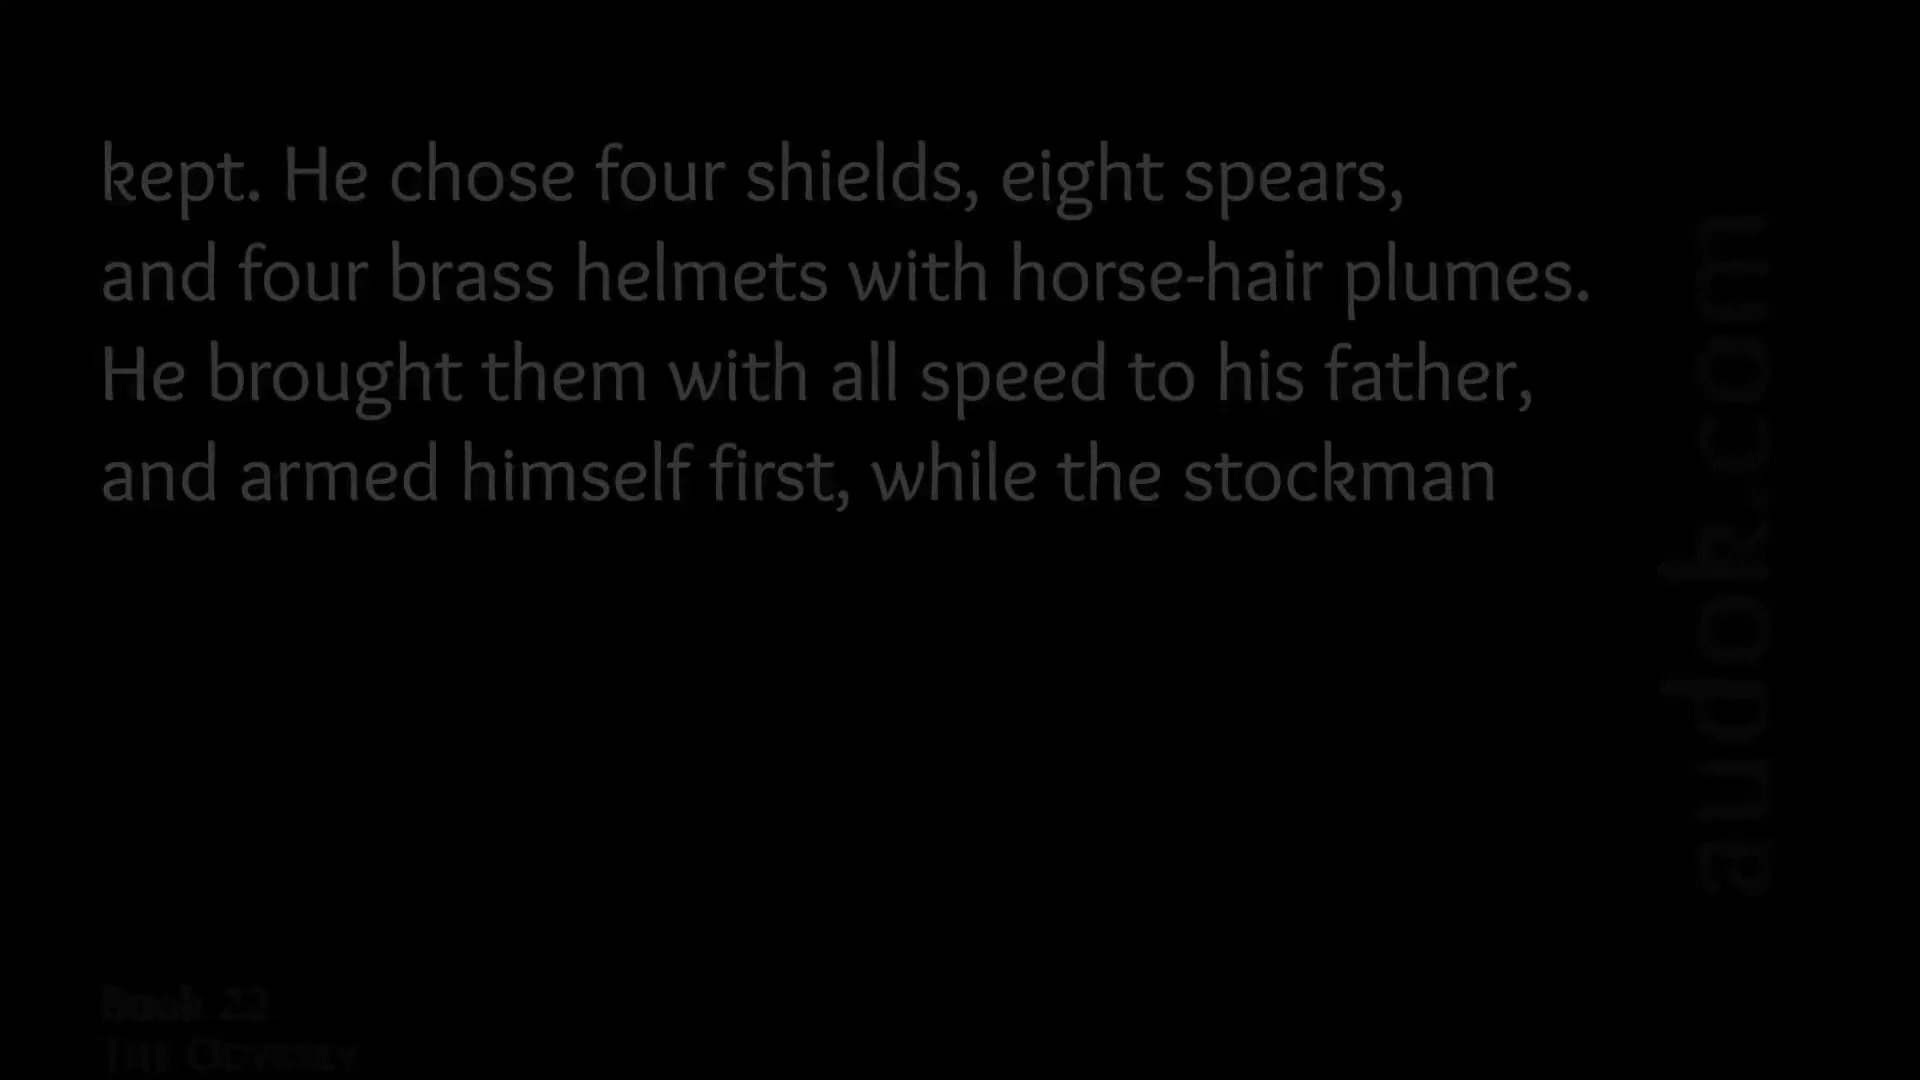 kept. He chose four shields, eight spears,
and four brass helmets with horse-hair plumes.
He brought them with all speed to his father,
and armed himself first, while the stockman
audok.com
Book 22
The Odyssey